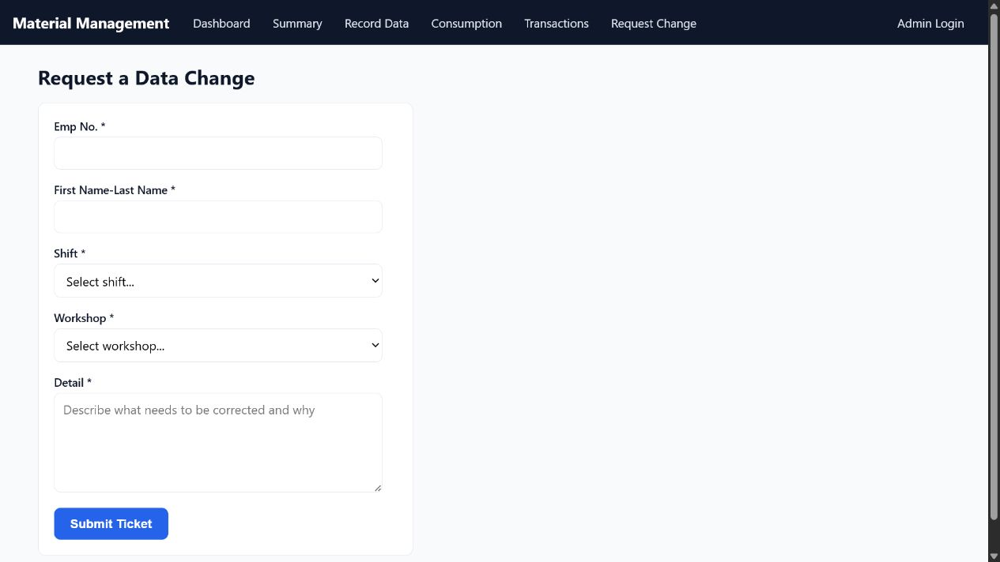 Material Management Dashboard Summary Record Data Consumption Transactions Request Change Admin Login
Request a Data Change
Emp No. *
First Name-Last Name *
Shift *
Select shift...
Workshop *
Select workshop...
Detail *
Describe what needs to be corrected and why
Submit Ticket